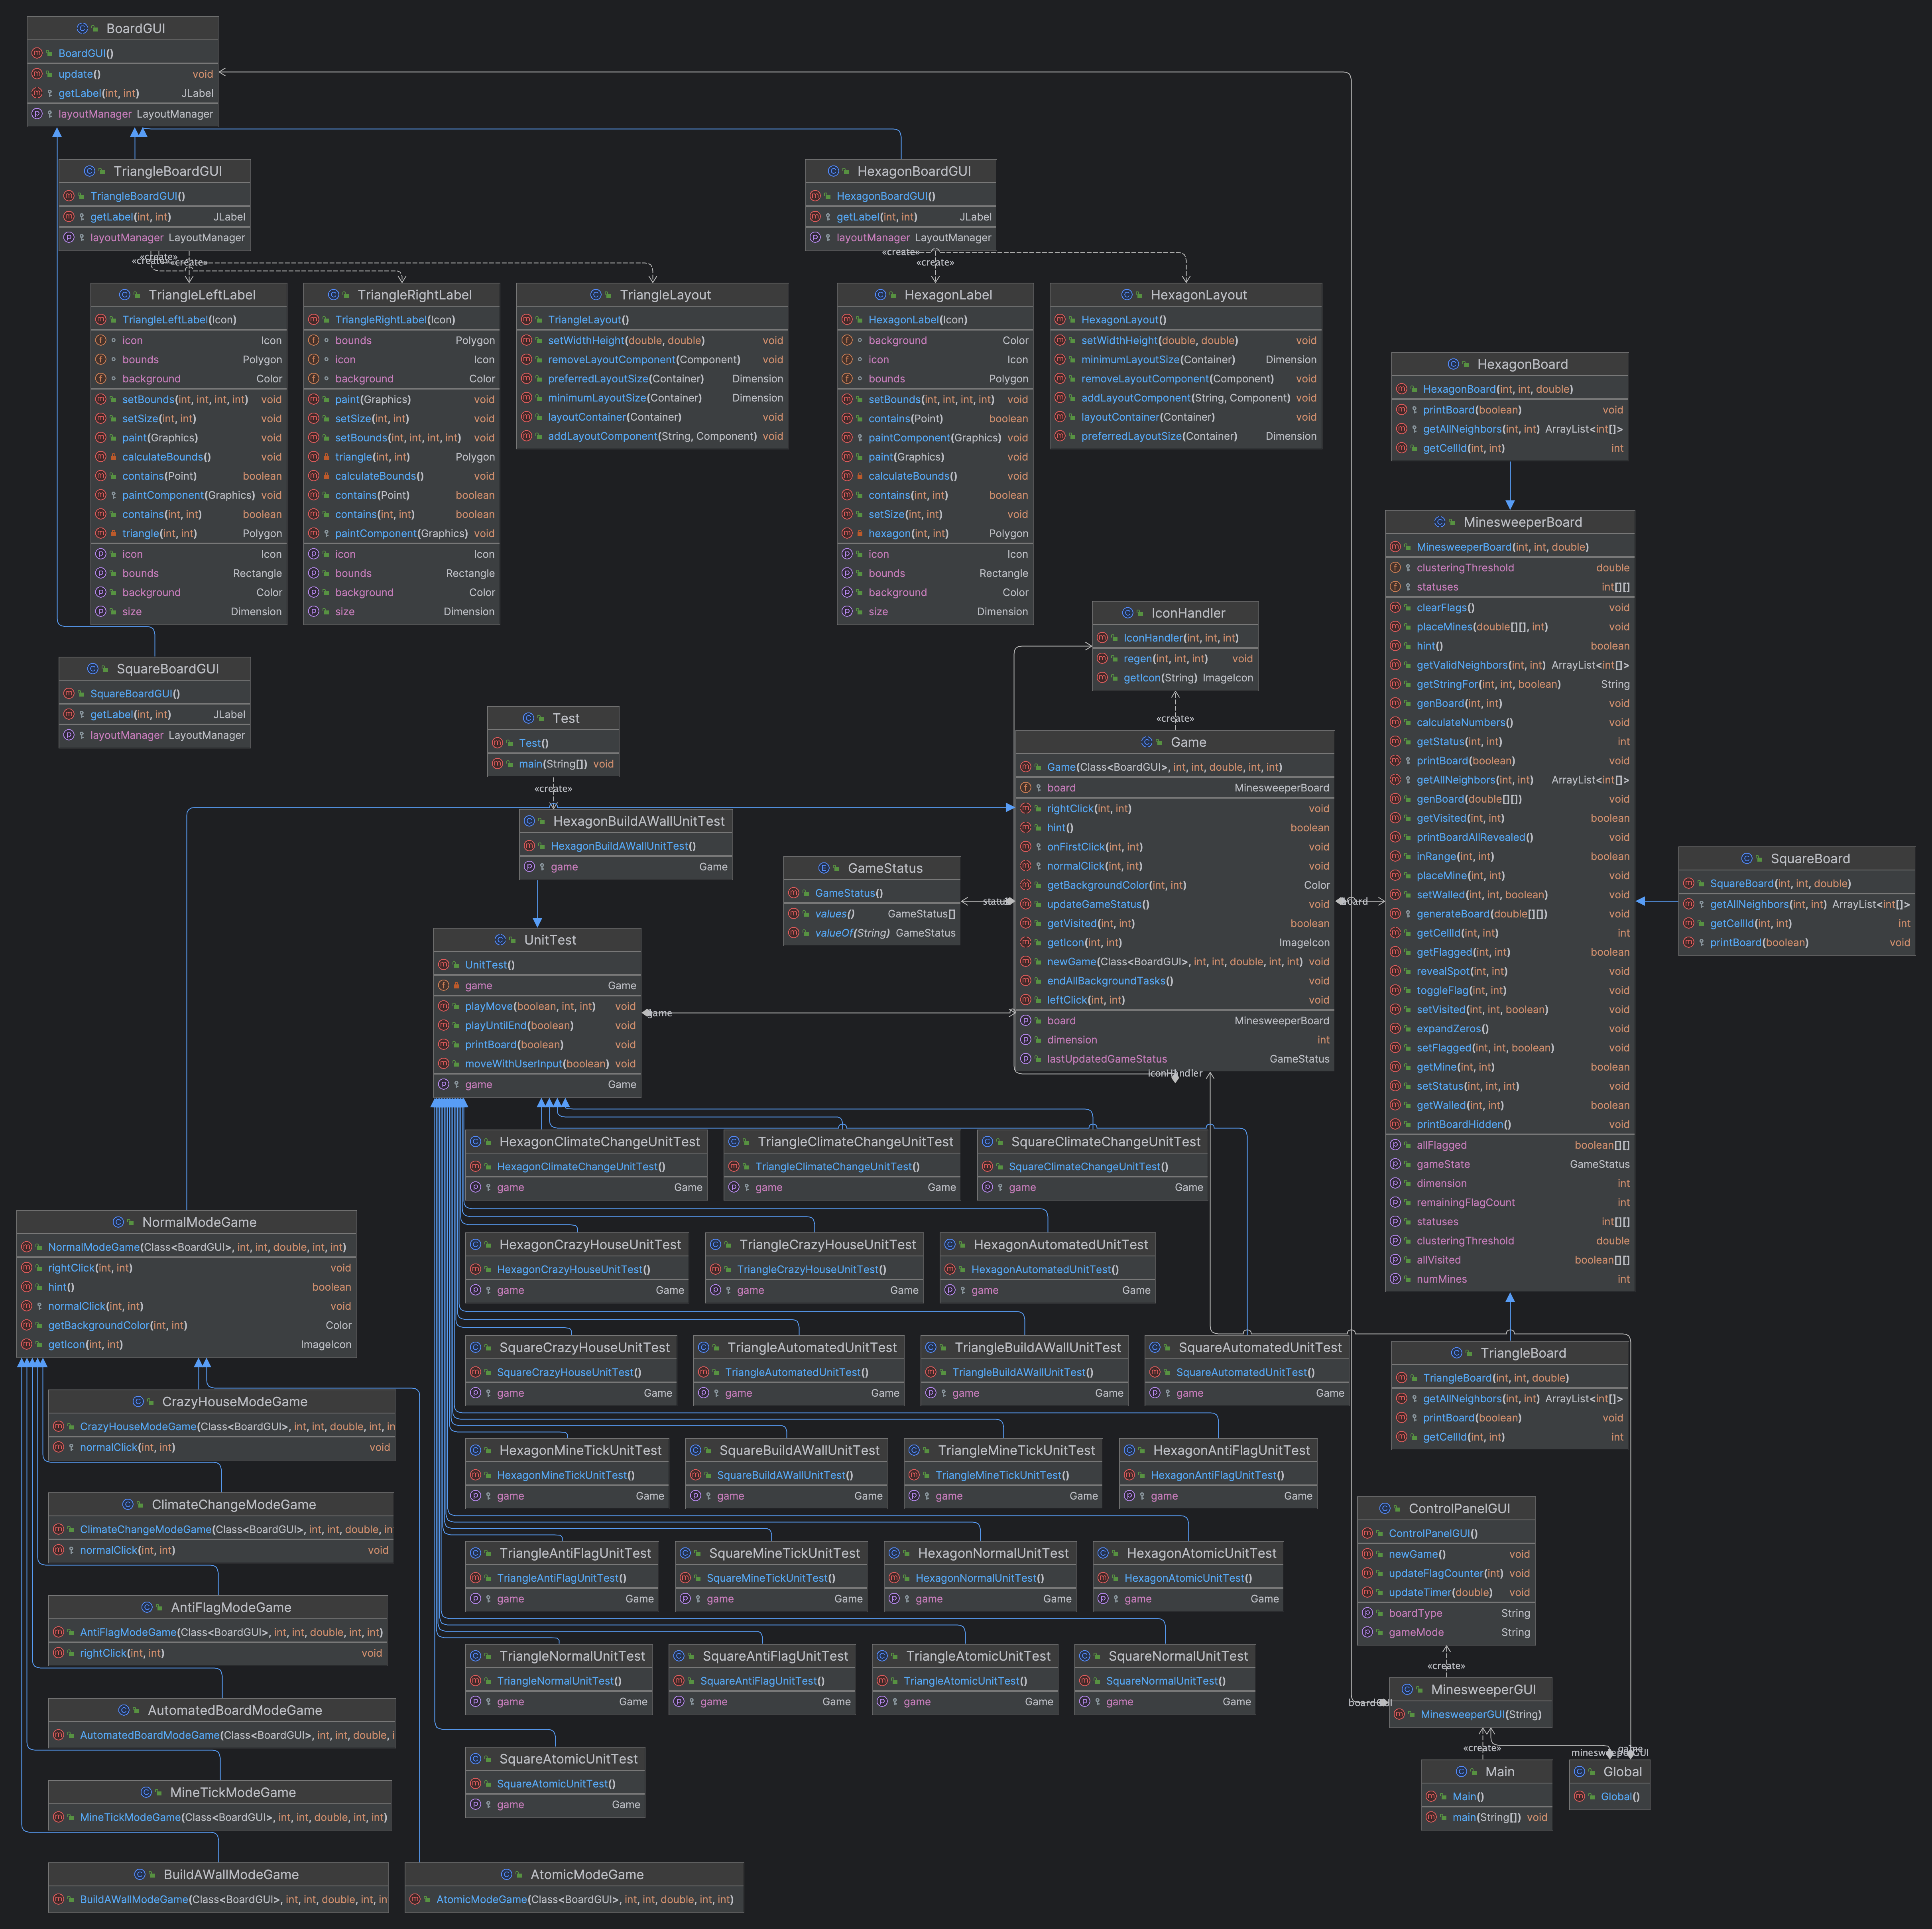 BoardGUI
BoardGUI()
update() void
getLabel(int, int) JLabel
layoutManager LayoutManager
TriangleBoardGUI
TriangleBoardGUI()
getLabel(int, int) JLabel
layoutManager LayoutManager
HexagonBoardGUI
HexagonBoardGUI()
getLabel(int, int) JLabel
layoutManager LayoutManager
«create»
«create»
«create»
«create»
«create»
TriangleLeftLabel
TriangleLeftLabel(Icon)
icon Icon
bounds Polygon
background Color
setBounds(int, int, int, int) void
setSize(int, int) void
paint(Graphics) void
calculateBounds() void
contains(Point) boolean
paintComponent(Graphics) void
contains(int, int) boolean
triangle(int, int) Polygon
icon Icon
bounds Rectangle
background Color
size Dimension
TriangleRightLabel
TriangleRightLabel(Icon)
bounds Polygon
icon Icon
background Color
paint(Graphics) void
setSize(int, int) void
setBounds(int, int, int, int) void
triangle(int, int) Polygon
calculateBounds() void
contains(Point) boolean
contains(int, int) boolean
paintComponent(Graphics) void
icon Icon
bounds Rectangle
background Color
size Dimension
TriangleLayout
TriangleLayout()
setWidthHeight(double, double) void
removeLayoutComponent(Component) void
preferredLayoutSize(Container) Dimension
minimumLayoutSize(Container) Dimension
layoutContainer(Container) void
addLayoutComponent(String, Component) void
HexagonLabel
HexagonLabel(Icon)
background Color
icon Icon
bounds Polygon
setBounds(int, int, int, int) void
contains(Point) boolean
paintComponent(Graphics) void
paint(Graphics) void
calculateBounds() void
contains(int, int) boolean
setSize(int, int) void
hexagon(int, int) Polygon
icon Icon
bounds Rectangle
background Color
size Dimension
HexagonLayout
HexagonLayout()
setWidthHeight(double, double) void
minimumLayoutSize(Container) Dimension
removeLayoutComponent(Component) void
addLayoutComponent(String, Component) void
layoutContainer(Container) void
preferredLayoutSize(Container) Dimension
HexagonBoard
HexagonBoard(int, int, double)
printBoard(boolean) void
getAllNeighbors(int, int) ArrayList<int[]>
getCellId(int, int) int
MinesweeperBoard
MinesweeperBoard(int, int, double)
clusteringThreshold double
statuses int[][]
clearFlags() void
placeMines(double[][], int) void
hint() boolean
getValidNeighbors(int, int) ArrayList<int[]>
getStringFor(int, int, boolean) String
genBoard(int, int) void
calculateNumbers() void
getStatus(int, int) int
printBoard(boolean) void
getAllNeighbors(int, int) ArrayList<int[]>
genBoard(double[][]) void
getVisited(int, int) boolean
printBoardAllRevealed() void
inRange(int, int) boolean
placeMine(int, int) void
setWalled(int, int, boolean) void
generateBoard(double[][]) void
getCellId(int, int) int
getFlagged(int, int) boolean
revealSpot(int, int) void
toggleFlag(int, int) void
setVisited(int, int, boolean) void
expandZeros() void
setFlagged(int, int, boolean) void
getMine(int, int) boolean
setStatus(int, int, int) void
getWalled(int, int) boolean
printBoardHidden() void
allFlagged boolean[][]
gameState GameStatus
dimension int
remainingFlagCount int
statuses int[][]
clusteringThreshold double
allVisited boolean[][]
numMines int
SquareBoard
SquareBoard(int, int, double)
getAllNeighbors(int, int) ArrayList<int[]>
getCellId(int, int) int
printBoard(boolean) void
IconHandler
IconHandler(int, int, int)
regen(int, int, int) void
getIcon(String) ImageIcon
«create»
SquareBoardGUI
SquareBoardGUI()
getLabel(int, int) JLabel
layoutManager LayoutManager
Test
Test()
main(String[]) void
«create»
HexagonBuildAWallUnitTest
HexagonBuildAWallUnitTest()
game Game
GameStatus
GameStatus()
values() GameStatus[]
valueOf(String) GameStatus
status
Game
Game(Class<BoardGUI>, int, int, double, int, int)
board MinesweeperBoard
rightClick(int, int) void
hint() boolean
onFirstClick(int, int) void
normalClick(int, int) void
getBackgroundColor(int, int) Color
updateGameStatus() void
getVisited(int, int) boolean
getIcon(int, int) ImageIcon
newGame(Class<BoardGUI>, int, int, double, int, int) void
endAllBackgroundTasks() void
leftClick(int, int) void
board MinesweeperBoard
dimension int
lastUpdatedGameStatus GameStatus
board
iconHandler
UnitTest
UnitTest()
game Game
playMove(boolean, int, int) void
playUntilEnd(boolean) void
printBoard(boolean) void
moveWithUserInput(boolean) void
game Game
game
HexagonClimateChangeUnitTest
HexagonClimateChangeUnitTest()
game Game
TriangleClimateChangeUnitTest
TriangleClimateChangeUnitTest()
game Game
SquareClimateChangeUnitTest
SquareClimateChangeUnitTest()
game Game
NormalModeGame
NormalModeGame(Class<BoardGUI>, int, int, double, int, int)
rightClick(int, int) void
hint() boolean
normalClick(int, int) void
getBackgroundColor(int, int) Color
getIcon(int, int) ImageIcon
HexagonCrazyHouseUnitTest
HexagonCrazyHouseUnitTest()
game Game
TriangleCrazyHouseUnitTest
TriangleCrazyHouseUnitTest()
game Game
HexagonAutomatedUnitTest
HexagonAutomatedUnitTest()
game Game
SquareCrazyHouseUnitTest
SquareCrazyHouseUnitTest()
game Game
TriangleAutomatedUnitTest
TriangleAutomatedUnitTest()
game Game
TriangleBuildAWallUnitTest
TriangleBuildAWallUnitTest()
game Game
SquareAutomatedUnitTest
SquareAutomatedUnitTest()
game Game
TriangleBoard
TriangleBoard(int, int, double)
getAllNeighbors(int, int) ArrayList<int[]>
printBoard(boolean) void
getCellId(int, int) int
CrazyHouseModeGame
CrazyHouseModeGame(Class<BoardGUI>, int, int, double, int, in
normalClick(int, int) void
HexagonMineTickUnitTest
HexagonMineTickUnitTest()
game Game
SquareBuildAWallUnitTest
SquareBuildAWallUnitTest()
game Game
TriangleMineTickUnitTest
TriangleMineTickUnitTest()
game Game
HexagonAntiFlagUnitTest
HexagonAntiFlagUnitTest()
game Game
ClimateChangeModeGame
ClimateChangeModeGame(Class<BoardGUI>, int, int, double, in
normalClick(int, int) void
TriangleAntiFlagUnitTest
TriangleAntiFlagUnitTest()
game Game
SquareMineTickUnitTest
SquareMineTickUnitTest()
game Game
HexagonNormalUnitTest
HexagonNormalUnitTest()
game Game
HexagonAtomicUnitTest
HexagonAtomicUnitTest()
game Game
ControlPanelGUI
ControlPanelGUI()
newGame() void
updateFlagCounter(int) void
updateTimer(double) void
boardType String
gameMode String
«create»
AntiFlagModeGame
AntiFlagModeGame(Class<BoardGUI>, int, int, double, int, int)
rightClick(int, int) void
TriangleNormalUnitTest
TriangleNormalUnitTest()
game Game
SquareAntiFlagUnitTest
SquareAntiFlagUnitTest()
game Game
TriangleAtomicUnitTest
TriangleAtomicUnitTest()
game Game
SquareNormalUnitTest
SquareNormalUnitTest()
game Game
MinesweeperGUI
MinesweeperGUI(String)
«create»
AutomatedBoardModeGame
AutomatedBoardModeGame(Class<BoardGUI>, int, int, double, i
SquareAtomicUnitTest
SquareAtomicUnitTest()
game Game
Main
Main()
main(String[]) void
Global
Global()
MineTickModeGame
MineTickModeGame(Class<BoardGUI>, int, int, double, int, int)
BuildAWallModeGame
BuildAWallModeGame(Class<BoardGUI>, int, int, double, int, in
AtomicModeGame
AtomicModeGame(Class<BoardGUI>, int, int, double, int, int)